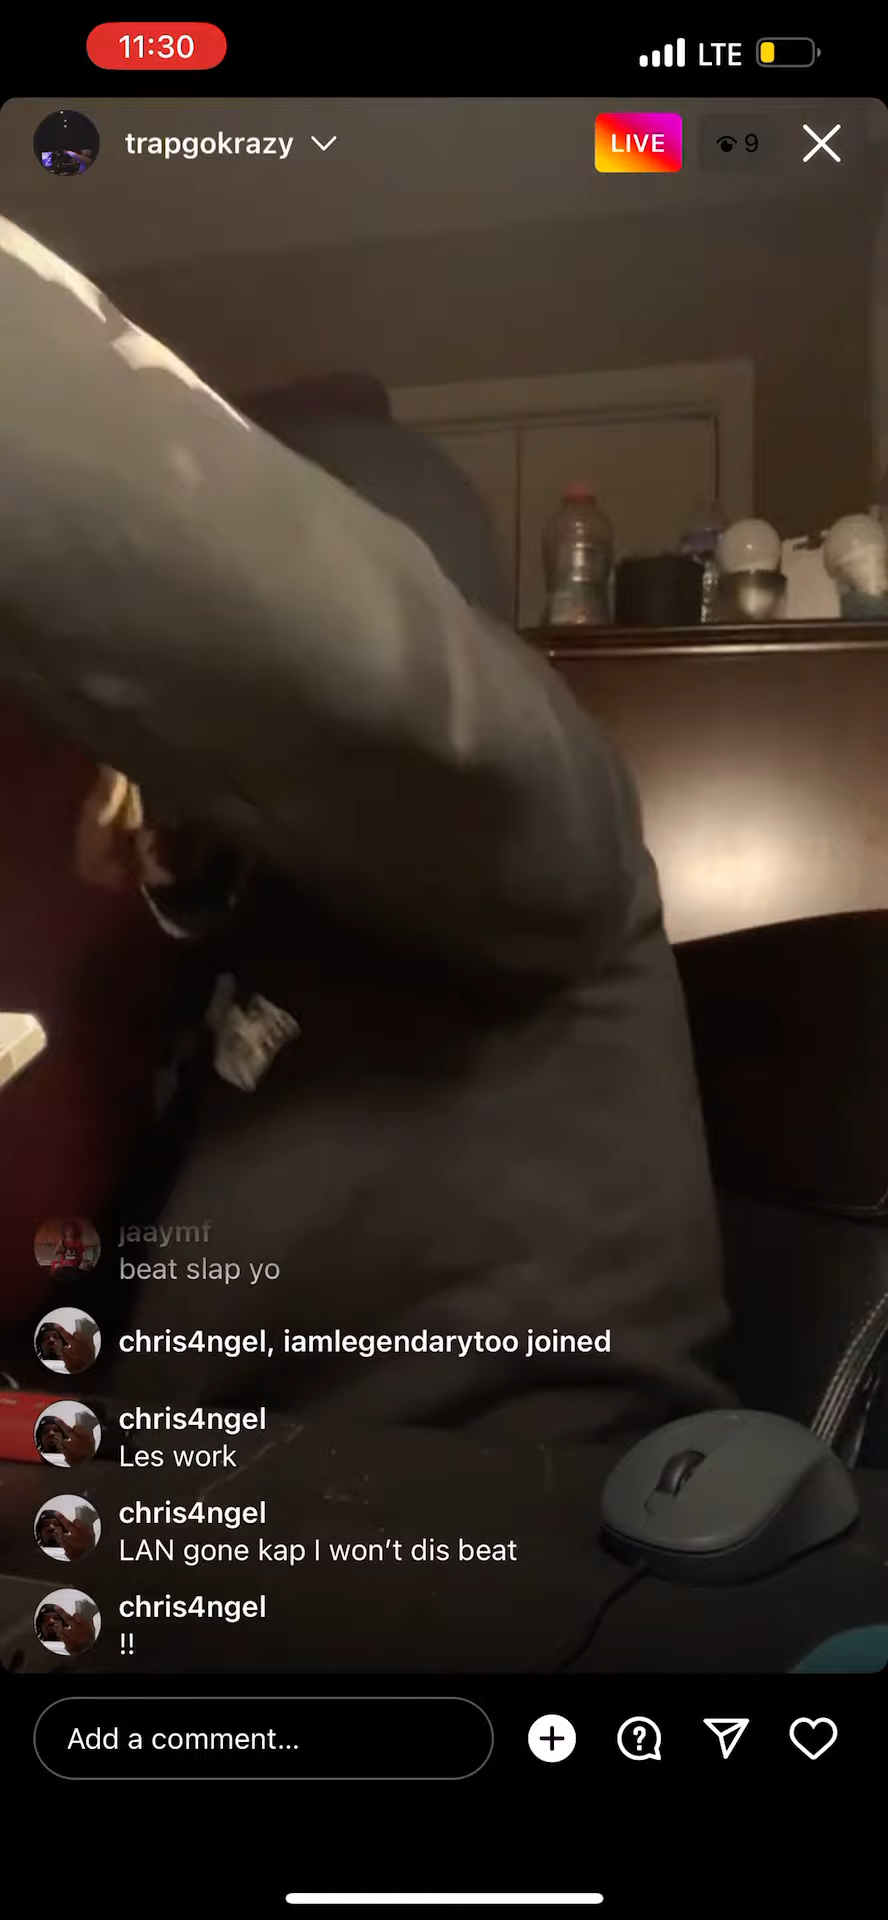 11:30
LTE
trapgokrazy
LIVE
9
jaaymf
beat slap yo
chris4ngel, iamlegendarytoo joined
chris4ngel
Les work
chris4ngel
LAN gone kap I won’t dis beat
chris4ngel
!!
Add a comment...